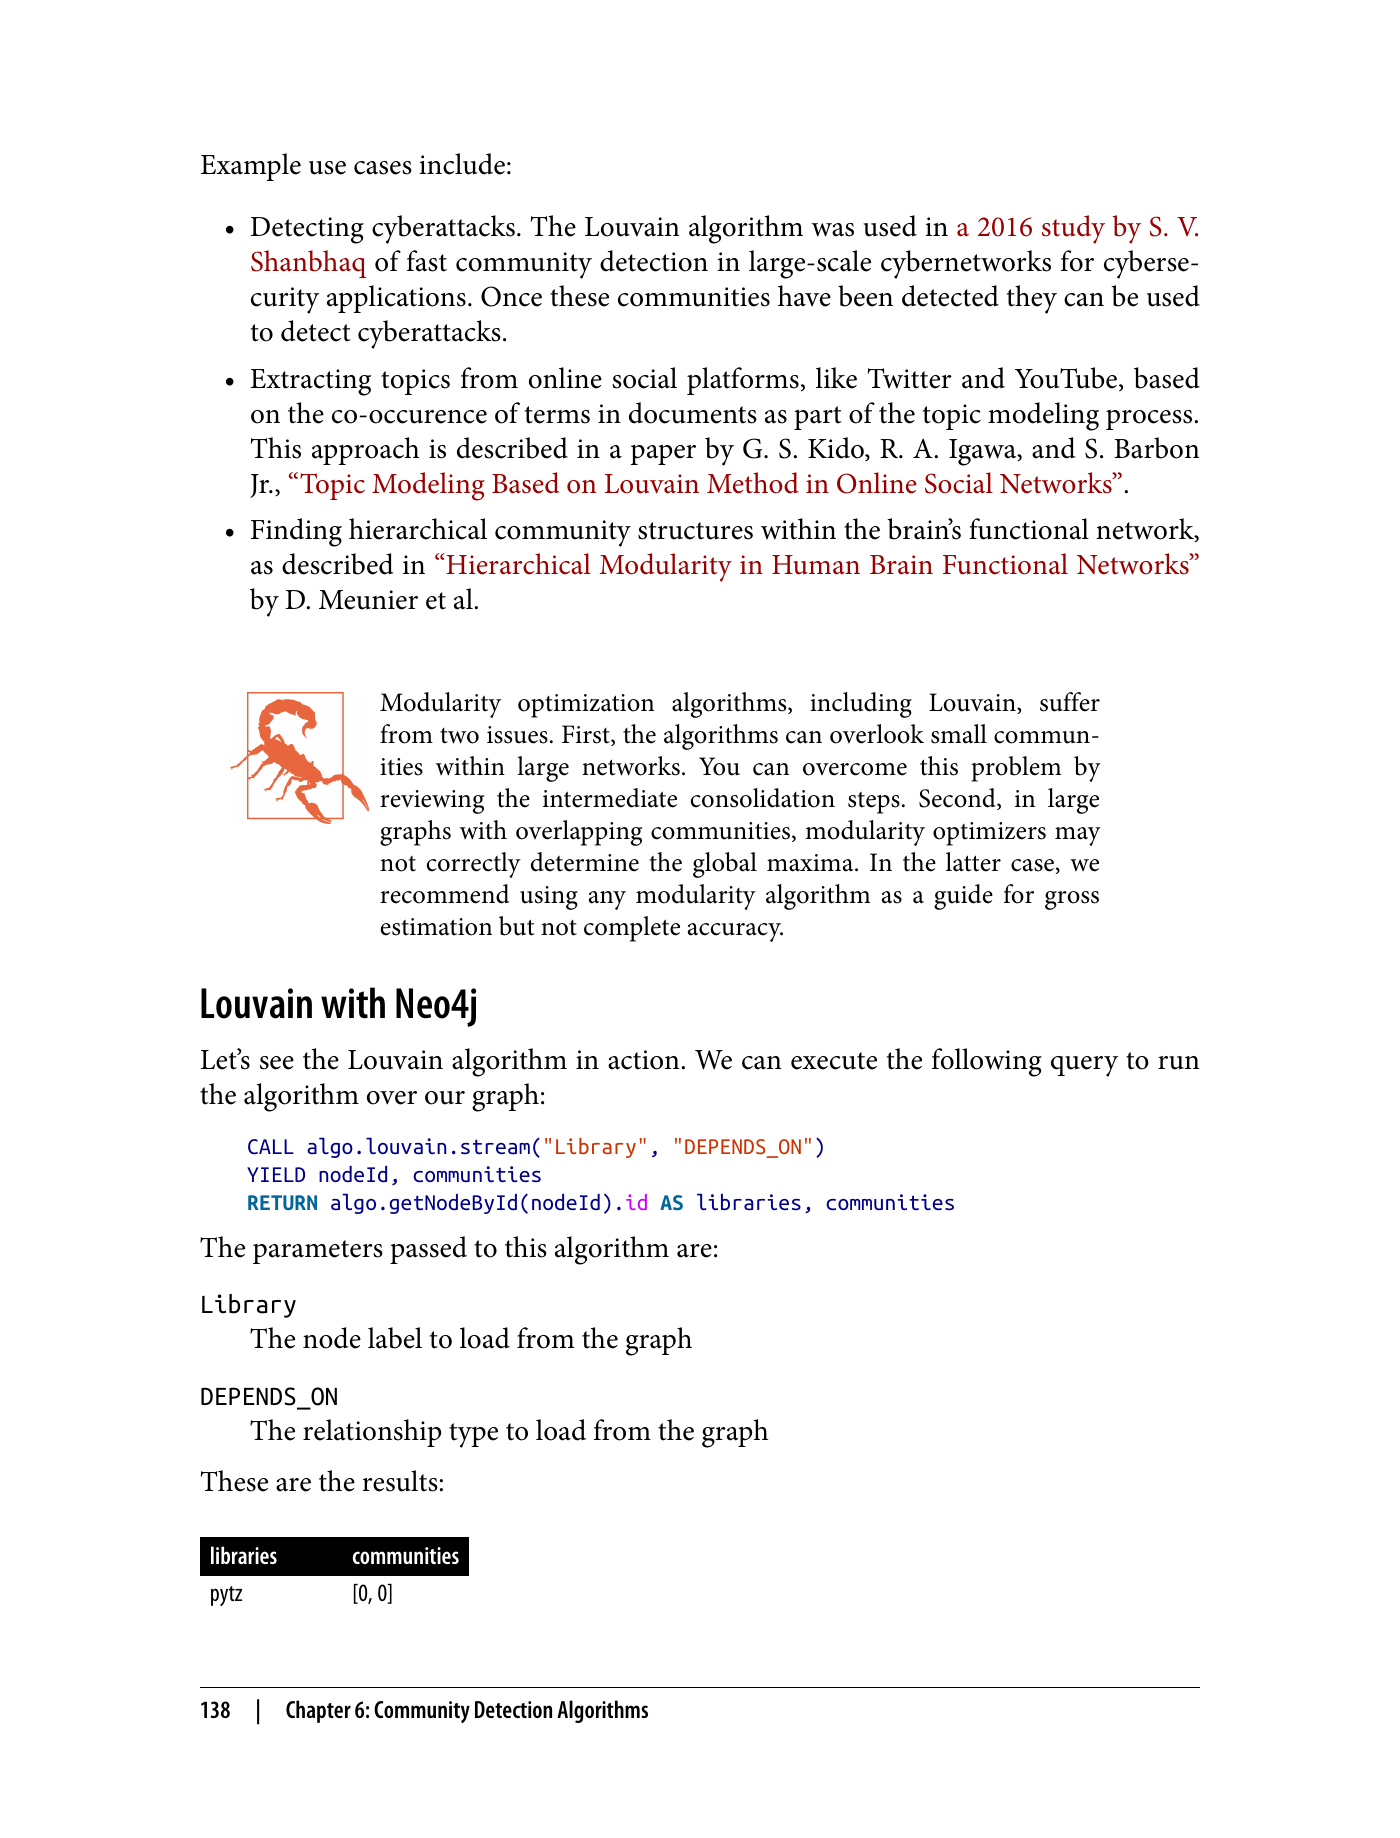 Example use cases include:
• Detecting cyberattacks. The Louvain algorithm was used in a 2016 study by S. V.
Shanbhaq of fast community detection in large-scale cybernetworks for cyberse-
curity applications. Once these communities have been detected they can be used
to detect cyberattacks.
• Extracting topics from online social platforms, like Twitter and YouTube, based
on the co-occurence of terms in documents as part of the topic modeling process.
This approach is described in a paper by G. S. Kido, R. A. Igawa, and S. Barbon
Jr., “Topic Modeling Based on Louvain Method in Online Social Networks”.
• Finding hierarchical community structures within the brain’s functional network,
as described in “Hierarchical Modularity in Human Brain Functional Networks”
by D. Meunier et al.
Modularity optimization algorithms, including Louvain, suffer
from two issues. First, the algorithms can overlook small commun-
ities within large networks. You can overcome this problem by
reviewing the intermediate consolidation steps. Second, in large
graphs with overlapping communities, modularity optimizers may
not correctly determine the global maxima. In the latter case, we
recommend using any modularity algorithm as a guide for gross
estimation but not complete accuracy.
Louvain with Neo4j
Let’s see the Louvain algorithm in action. We can execute the following query to run
the algorithm over our graph:
CALL algo.louvain.stream("Library", "DEPENDS_ON")
YIELD nodeId, communities
RETURN algo.getNodeById(nodeId).id AS libraries, communities
The parameters passed to this algorithm are:
Library
The node label to load from the graph
DEPENDS_ON
The relationship type to load from the graph
These are the results:
libraries communities
pytz [0, 0]
138 | Chapter 6: Community Detection Algorithms